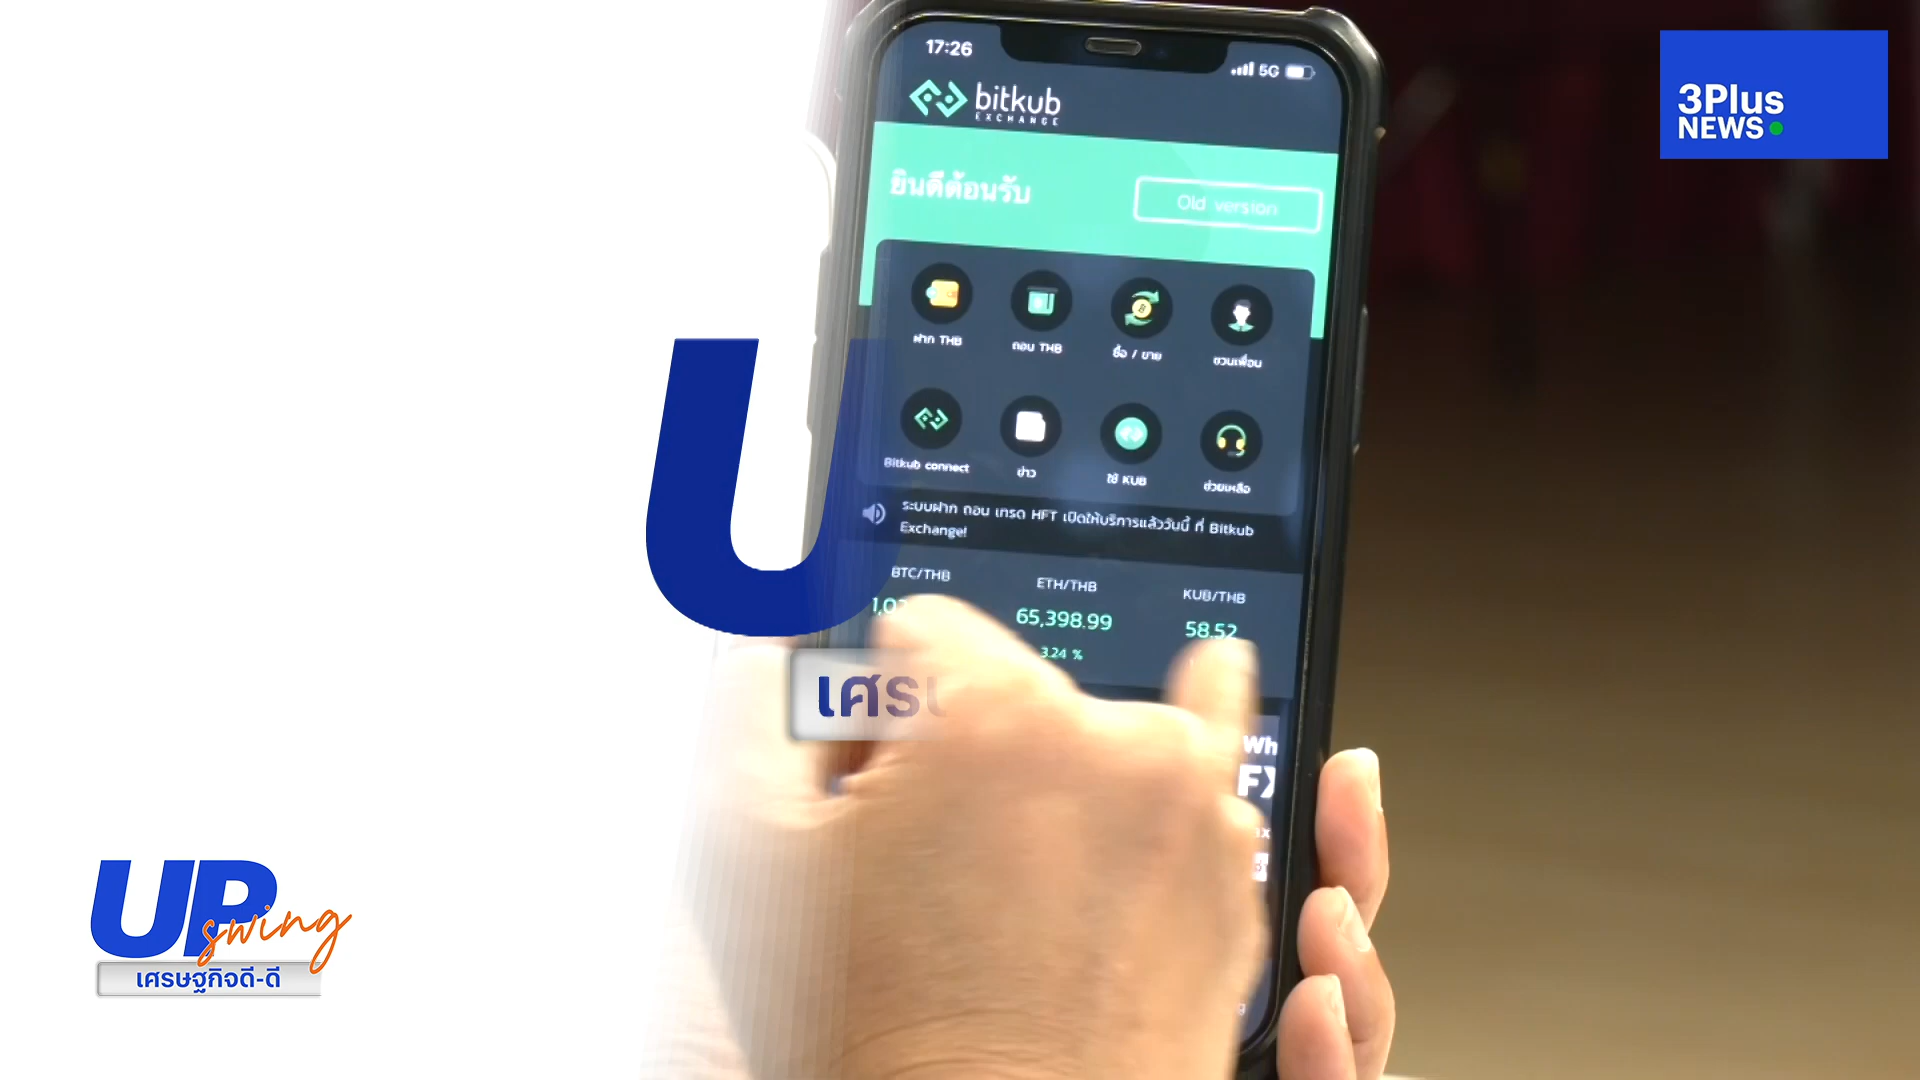 17:26
5G
bitkub
EXCHANGE
3Plus
NEWS
ยินดีต้อนรับ
Old version
ฝาก THB
ถอน THB
ซื้อ / ขาย
ชวนเพื่อน
Bitkub connect
ข่าว
ใช้ KUB
ช่วยเหลือ
ระบบฝาก ถอน เทรด HFT เปิดให้บริการแล้ววันนี้ ที่ Bitkub
Exchange!
BTC/THB
ETH/THB
KUB/THB
65,398.99
58.52
3.24 %
U
เศร
Wh
FX
UP
swing
เศรษฐกิจดี-ดี